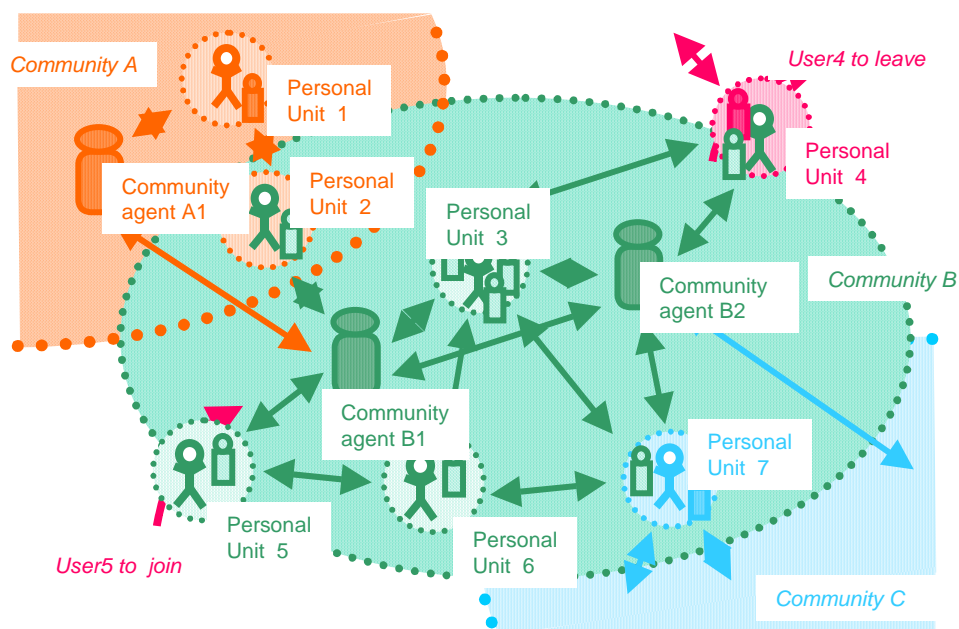 Community A
Personal
Unit 1
User4 to leave
Personal
Unit 4
Community
agent A1
Personal
Unit 2
Personal
Unit 3
Community B
Community
agent B2
Community
agent B1
Personal
Unit 7
Personal
Unit 5
Personal
Unit 6
User5 to join
Community C